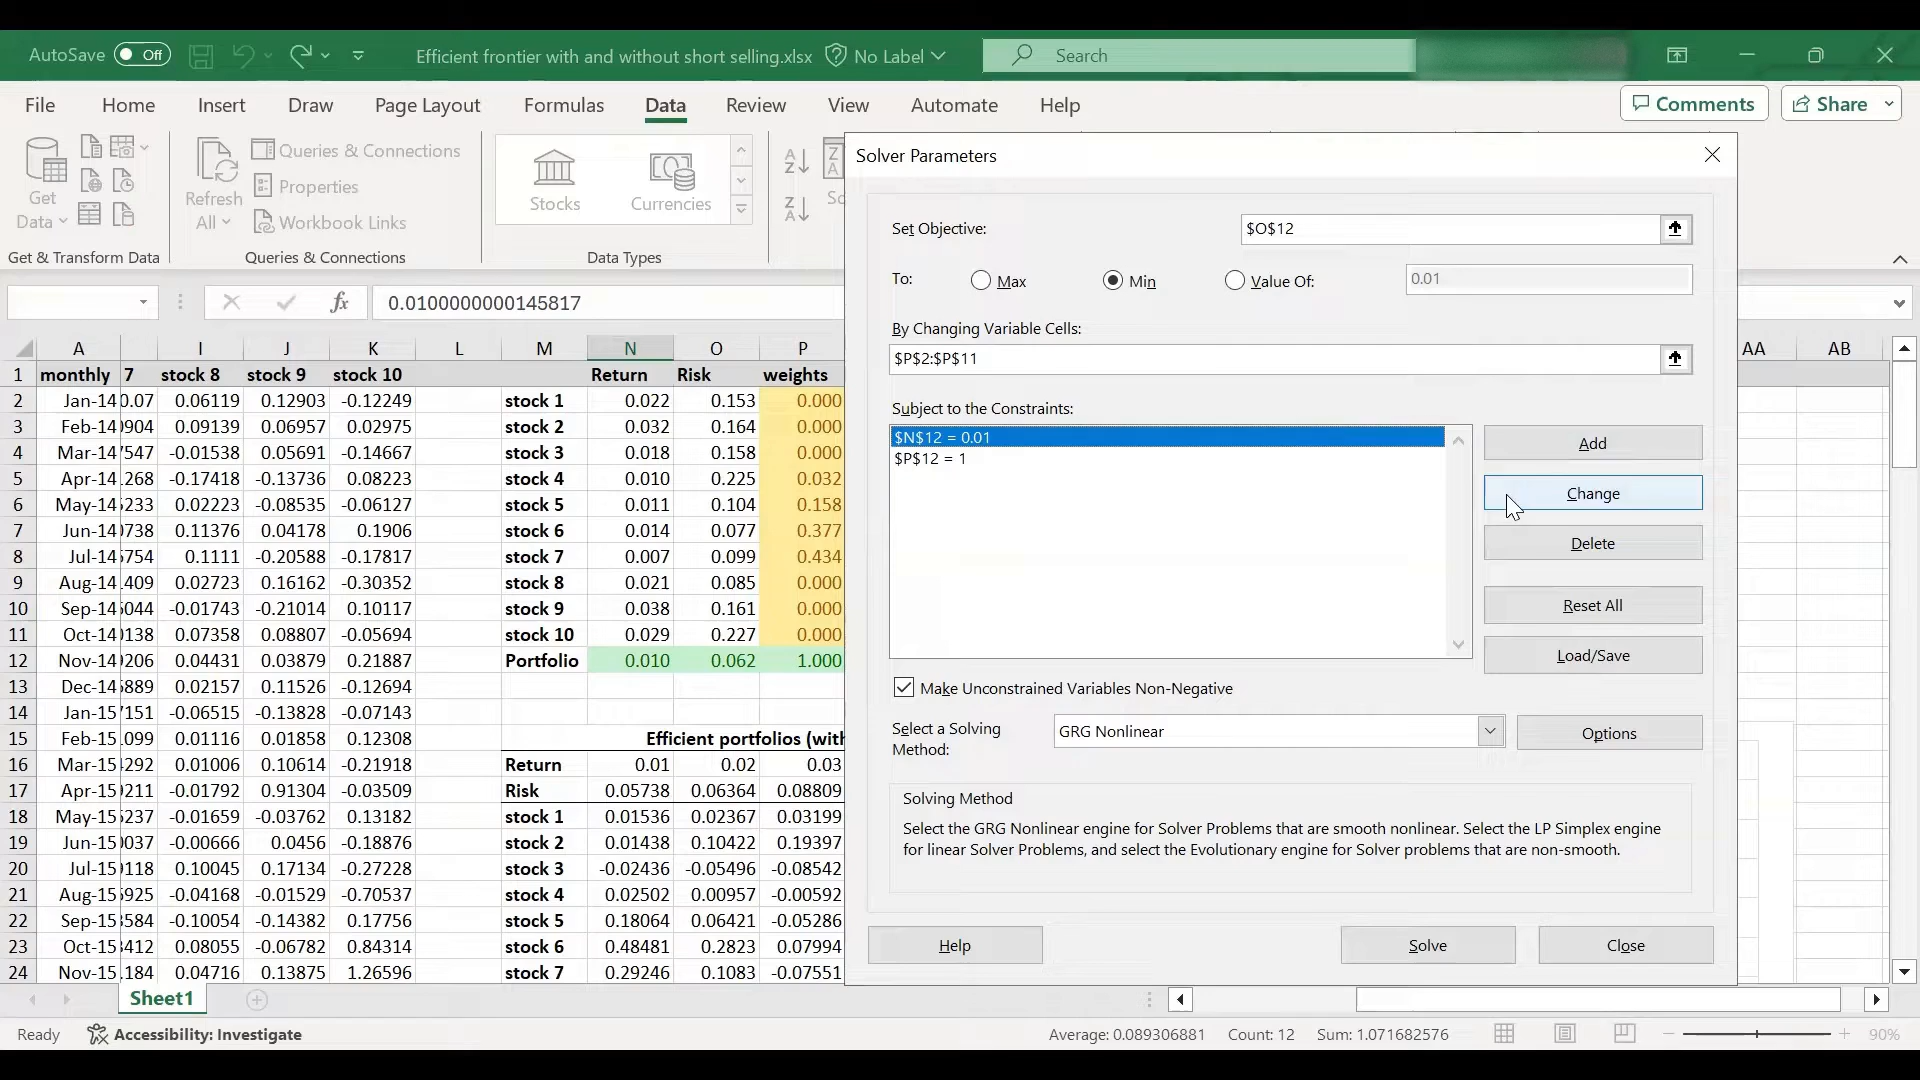 AutoSave Off Efficient frontier with and without short selling.xlsx No Label Search
File Home Insert Draw Page Layout Formulas Data Review View Automate Help Comments Share
Get Data
Refresh All
Queries & Connections
Properties
Workbook Links
Stocks Currencies
Get & Transform Data Queries & Connections Data Types
fx 0.0100000000145817
A I J K L M N O P AA AB
1 monthly 7 stock 8 stock 9 stock 10 Return Risk weights
2 Jan-14 0.07 0.06119 0.12903 -0.12249 stock 1 0.022 0.153 0.000
3 Feb-14 0904 0.09139 0.06957 0.02975 stock 2 0.032 0.164 0.000
4 Mar-14 7547 -0.01538 0.05691 -0.14667 stock 3 0.018 0.158 0.000
5 Apr-14 .268 -0.17418 -0.13736 0.08223 stock 4 0.010 0.225 0.032
6 May-14 5233 0.02223 -0.08535 -0.06127 stock 5 0.011 0.104 0.158
7 Jun-14 0738 0.11376 0.04178 0.1906 stock 6 0.014 0.077 0.377
8 Jul-14 5754 0.1111 -0.20588 -0.17817 stock 7 0.007 0.099 0.434
9 Aug-14 .409 0.02723 0.16162 -0.30352 stock 8 0.021 0.085 0.000
10 Sep-14 5044 -0.01743 -0.21014 0.10117 stock 9 0.038 0.161 0.000
11 Oct-14 0138 0.07358 0.08807 -0.05694 stock 10 0.029 0.227 0.000
12 Nov-14 9206 0.04431 0.03879 0.21887 Portfolio 0.010 0.062 1.000
13 Dec-14 5889 0.02157 0.11526 -0.12694
14 Jan-15 7151 -0.06515 -0.13828 -0.07143
15 Feb-15 .099 0.01116 0.01858 0.12308 Efficient portfolios (with
16 Mar-15 4292 0.01006 0.10614 -0.21918 Return 0.01 0.02 0.03
17 Apr-15 9211 -0.01792 0.91304 -0.03509 Risk 0.05738 0.06364 0.08809
18 May-15 5237 -0.01659 -0.03762 0.13182 stock 1 0.01536 0.02367 0.03199
19 Jun-15 0037 -0.00666 0.0456 -0.18876 stock 2 0.01438 0.10422 0.19397
20 Jul-15 9118 0.10045 0.17134 -0.27228 stock 3 -0.02436 -0.05496 -0.08542
21 Aug-15 5925 -0.04168 -0.01529 -0.70537 stock 4 0.02502 0.00957 -0.00592
22 Sep-15 3584 -0.10054 -0.14382 0.17756 stock 5 0.18064 0.06421 -0.05286
23 Oct-15 3412 0.08055 -0.06782 0.84314 stock 6 0.48481 0.2823 0.07994
24 Nov-15 .184 0.04716 0.13875 1.26596 stock 7 0.29246 0.1083 -0.07551
Solver Parameters
Set Objective: $O$12
To: Max Min Value Of: 0.01
By Changing Variable Cells:
$P$2:$P$11
Subject to the Constraints:
$N$12 = 0.01
$P$12 = 1
Add
Change
Delete
Reset All
Load/Save
Make Unconstrained Variables Non-Negative
Select a Solving Method: GRG Nonlinear Options
Solving Method
Select the GRG Nonlinear engine for Solver Problems that are smooth nonlinear. Select the LP Simplex engine
for linear Solver Problems, and select the Evolutionary engine for Solver problems that are non-smooth.
Help Solve Close
Sheet1
Ready Accessibility: Investigate Average: 0.089306881 Count: 12 Sum: 1.071682576 90%